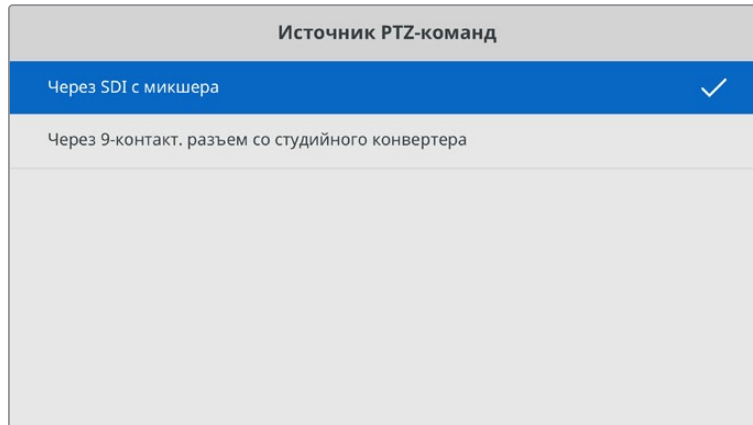 Источник PTZ-команд
Через SDI с микшера
Через 9-контакт. разъем со студийного конвертера